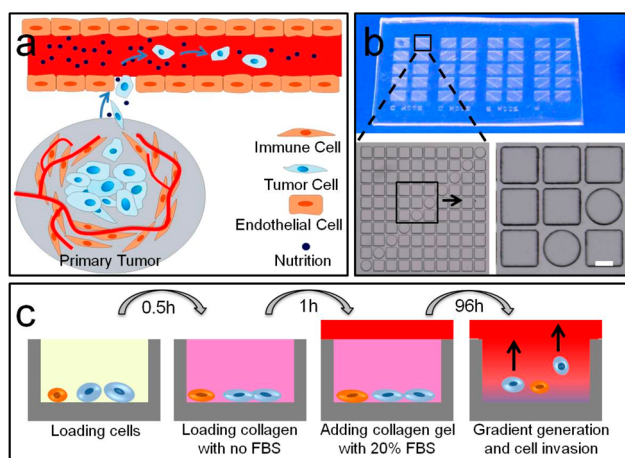 a
Immune Cell
Tumor Cell
Endothelial Cell
Nutrition
Primary Tumor
b
c
0.5h
1h
96h
Loading cells
Loading collagen
with no FBS
Adding collagen gel
with 20% FBS
Gradient generation
and cell invasion